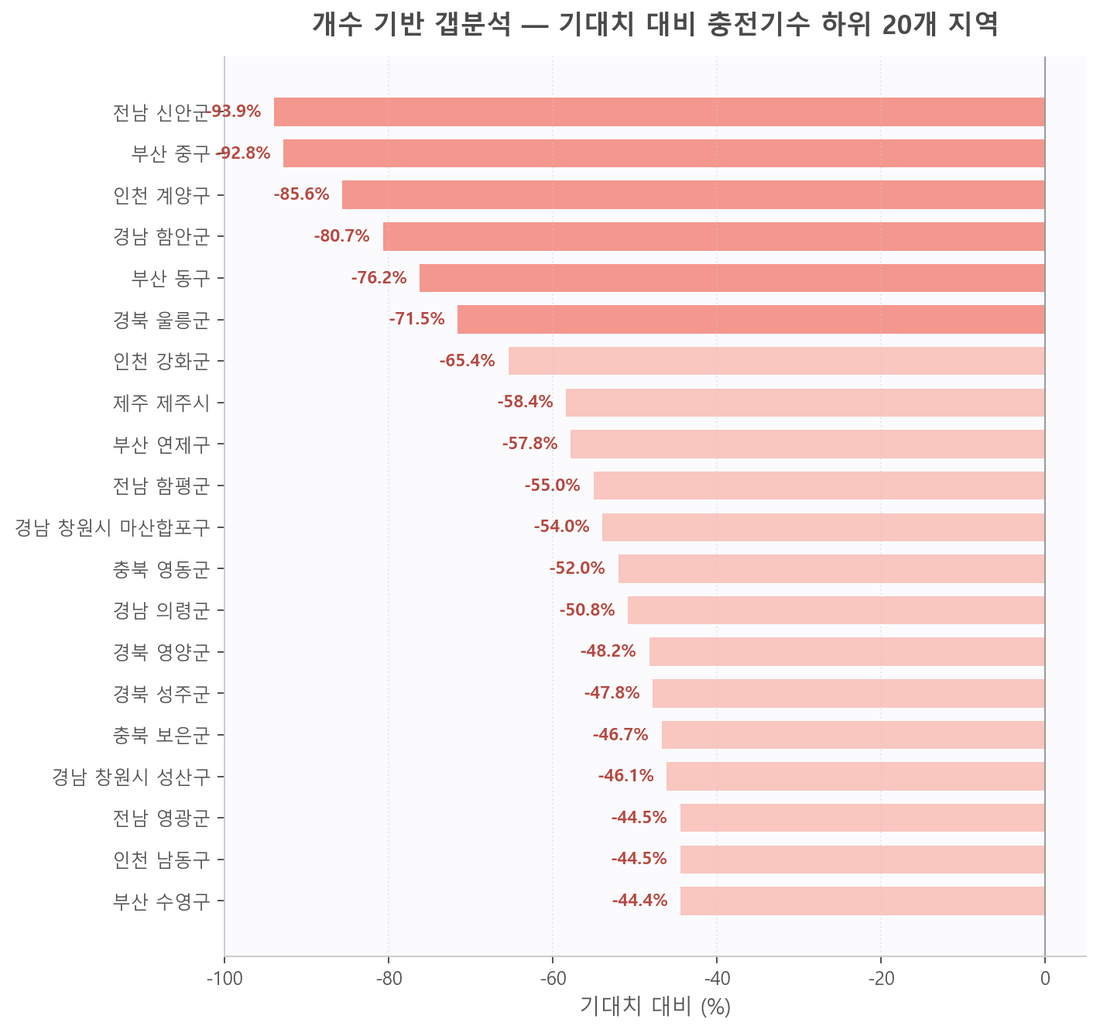 개수 기반 갭분석 — 기대치 대비 충전기수 하위 20개 지역
전남 신안군 -93.9%
부산 중구 -92.8%
인천 계양구 -85.6%
경남 함안군 -80.7%
부산 동구 -76.2%
경북 울릉군 -71.5%
인천 강화군 -65.4%
제주 제주시 -58.4%
부산 연제구 -57.8%
전남 함평군 -55.0%
경남 창원시 마산합포구 -54.0%
충북 영동군 -52.0%
경남 의령군 -50.8%
경북 영양군 -48.2%
경북 성주군 -47.8%
충북 보은군 -46.7%
경남 창원시 성산구 -46.1%
전남 영광군 -44.5%
인천 남동구 -44.5%
부산 수영구 -44.4%
-100 -80 -60 -40 -20 0
기대치 대비 (%)